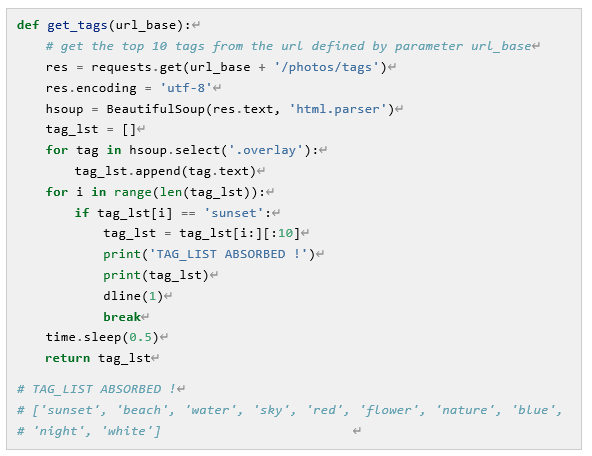 def get_tags(url_base):↵
    # get the top 10 tags from the url defined by parameter url_base↵
    res = requests.get(url_base + '/photos/tags')↵
    res.encoding = 'utf-8'↵
    hsoup = BeautifulSoup(res.text, 'html.parser')↵
    tag_lst = []↵
    for tag in hsoup.select('.overlay'):↵
        tag_lst.append(tag.text)↵
    for i in range(len(tag_lst)):↵
        if tag_lst[i] == 'sunset':↵
            tag_lst = tag_lst[i:][:10]↵
            print('TAG_LIST ABSORBED !')↵
            print(tag_lst)↵
            dline(1)↵
            break↵
    time.sleep(0.5)↵
    return tag_lst↵
# TAG_LIST ABSORBED !↵
# ['sunset', 'beach', 'water', 'sky', 'red', 'flower', 'nature', 'blue',
# 'night', 'white'] ↵